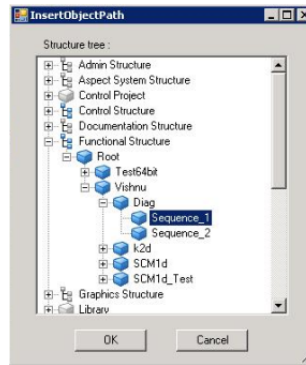 InsertObjectPath
Structure tree :
Admin Structure
Aspect System Structure
Control Project
Control Structure
Documentation Structure
Functional Structure
Root
Test64bit
Vishnu
Diag
Sequence_1
Sequence_2
k2d
SCM1d
SCM1d_Test
Graphics Structure
Library
OK
Cancel